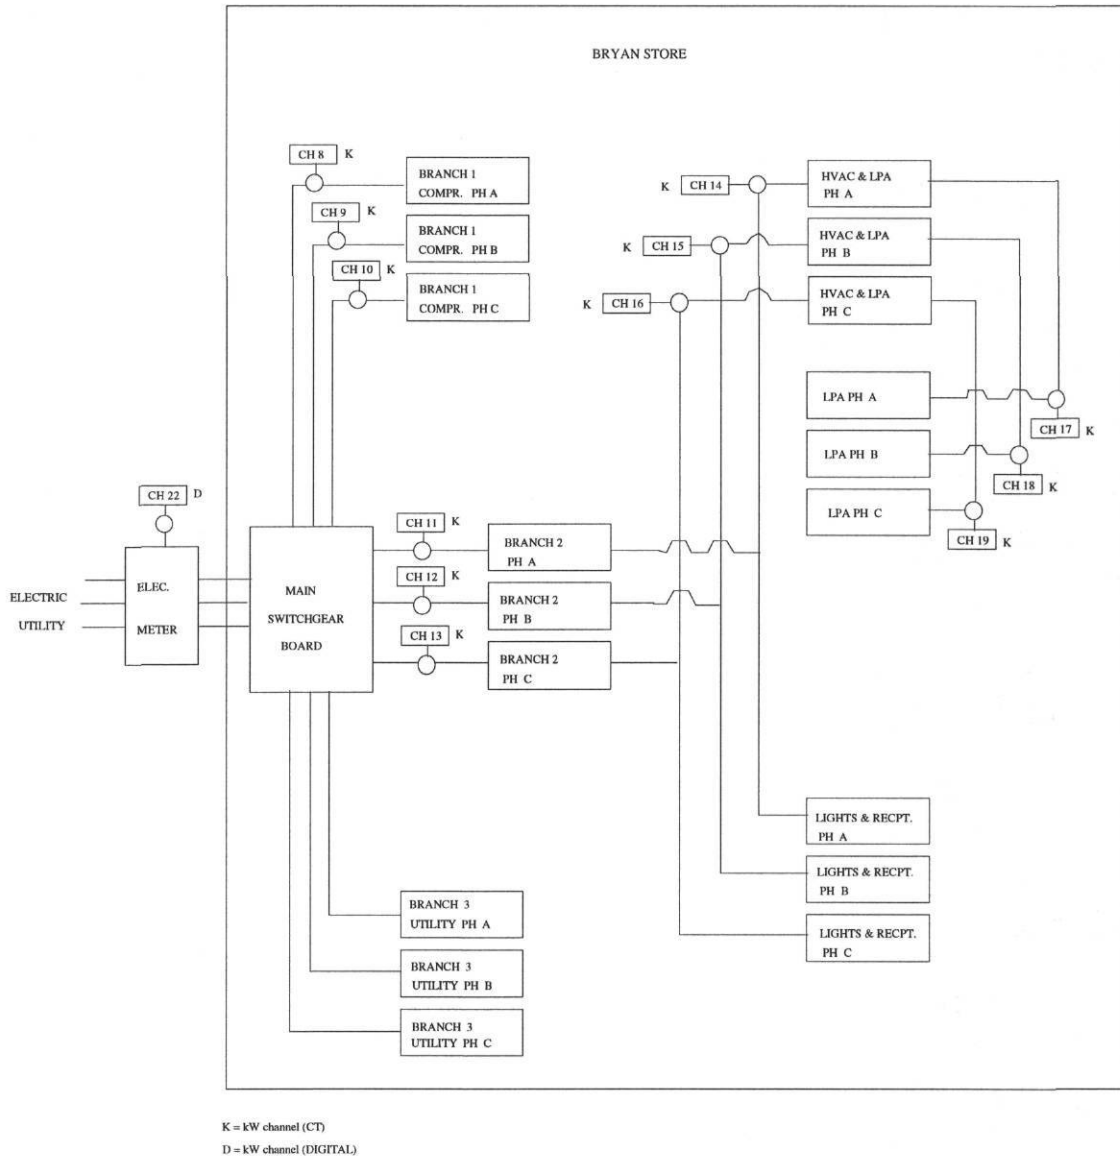 BRYAN STORE
CH 8 K
BRANCH 1
COMPR. PH A
CH 9 K
BRANCH 1
COMPR. PH B
CH 10 K
BRANCH 1
COMPR. PH C
K CH 14
HVAC & LPA
PH A
K CH 15
HVAC & LPA
PH B
K CH 16
HVAC & LPA
PH C
LPA PH A
CH 17 K
LPA PH B
CH 18 K
LPA PH C
CH 19 K
CH 22 D
ELECTRIC
UTILITY
ELEC.
METER
MAIN
SWITCHGEAR
BOARD
CH 11 K
BRANCH 2
PH A
CH 12 K
BRANCH 2
PH B
CH 13 K
BRANCH 2
PH C
LIGHTS & RECPT.
PH A
LIGHTS & RECPT.
PH B
LIGHTS & RECPT.
PH C
BRANCH 3
UTILITY PH A
BRANCH 3
UTILITY PH B
BRANCH 3
UTILITY PH C
K = kW channel (CT)
D = kW channel (DIGITAL)